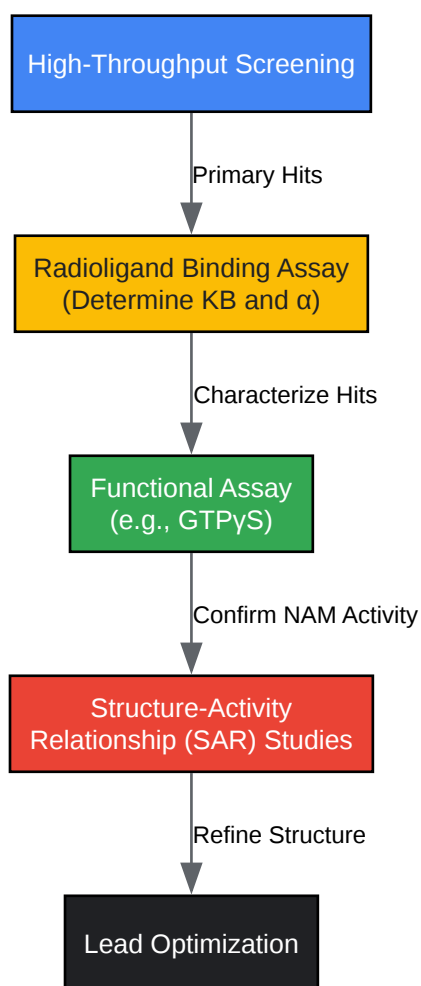 High-Throughput Screening
Primary Hits
Radioligand Binding Assay
(Determine KB and α)
Characterize Hits
Functional Assay
(e.g., GTPγS)
Confirm NAM Activity
Structure-Activity
Relationship (SAR) Studies
Refine Structure
Lead Optimization